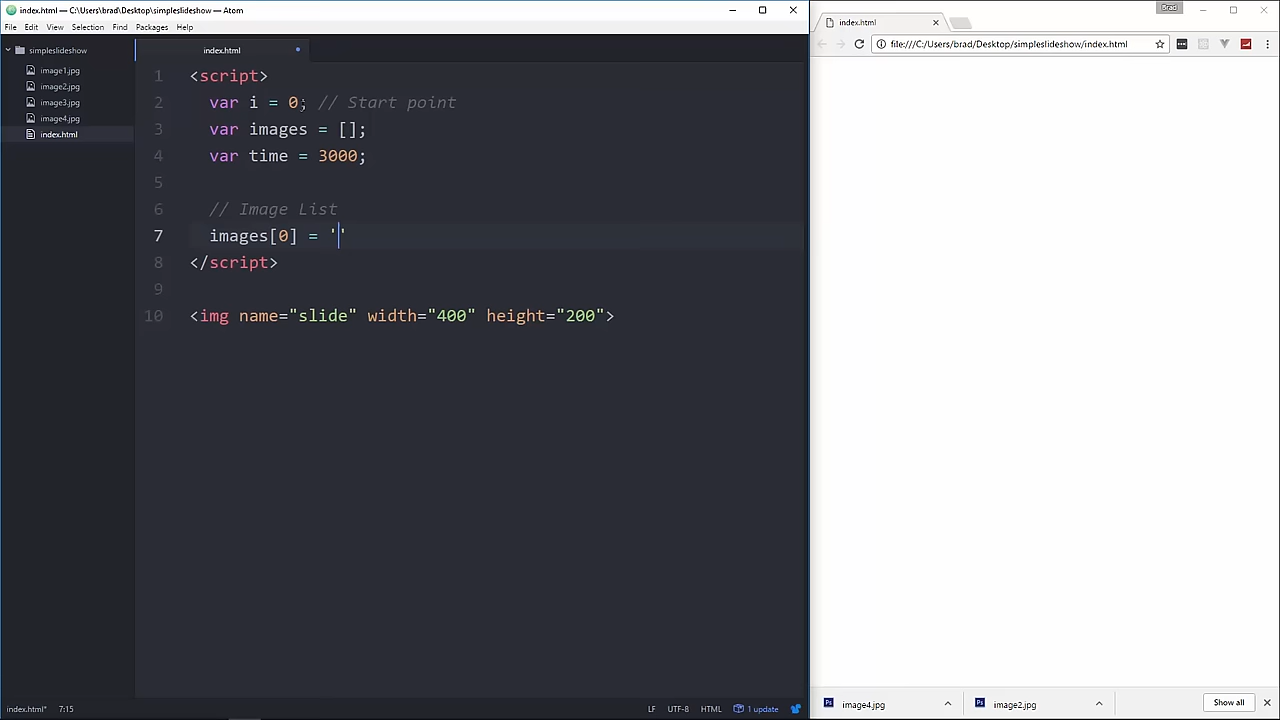 index.html — C:\Users\brad\Desktop\simpleslideshow — Atom
File Edit View Selection Find Packages Help
simpleslideshow
image1.jpg
image2.jpg
image3.jpg
image4.jpg
index.html
index.html
1 <script>
2 var i = 0; // Start point
3 var images = [];
4 var time = 3000;
5
6 // Image List
7 images[0] = ''
8 </script>
9
10 <img name="slide" width="400" height="200">
index.html* 7:15 LF UTF-8 HTML 1 update
Brad
index.html
file:///C:/Users/brad/Desktop/simpleslideshow/index.html
image4.jpg image2.jpg Show all